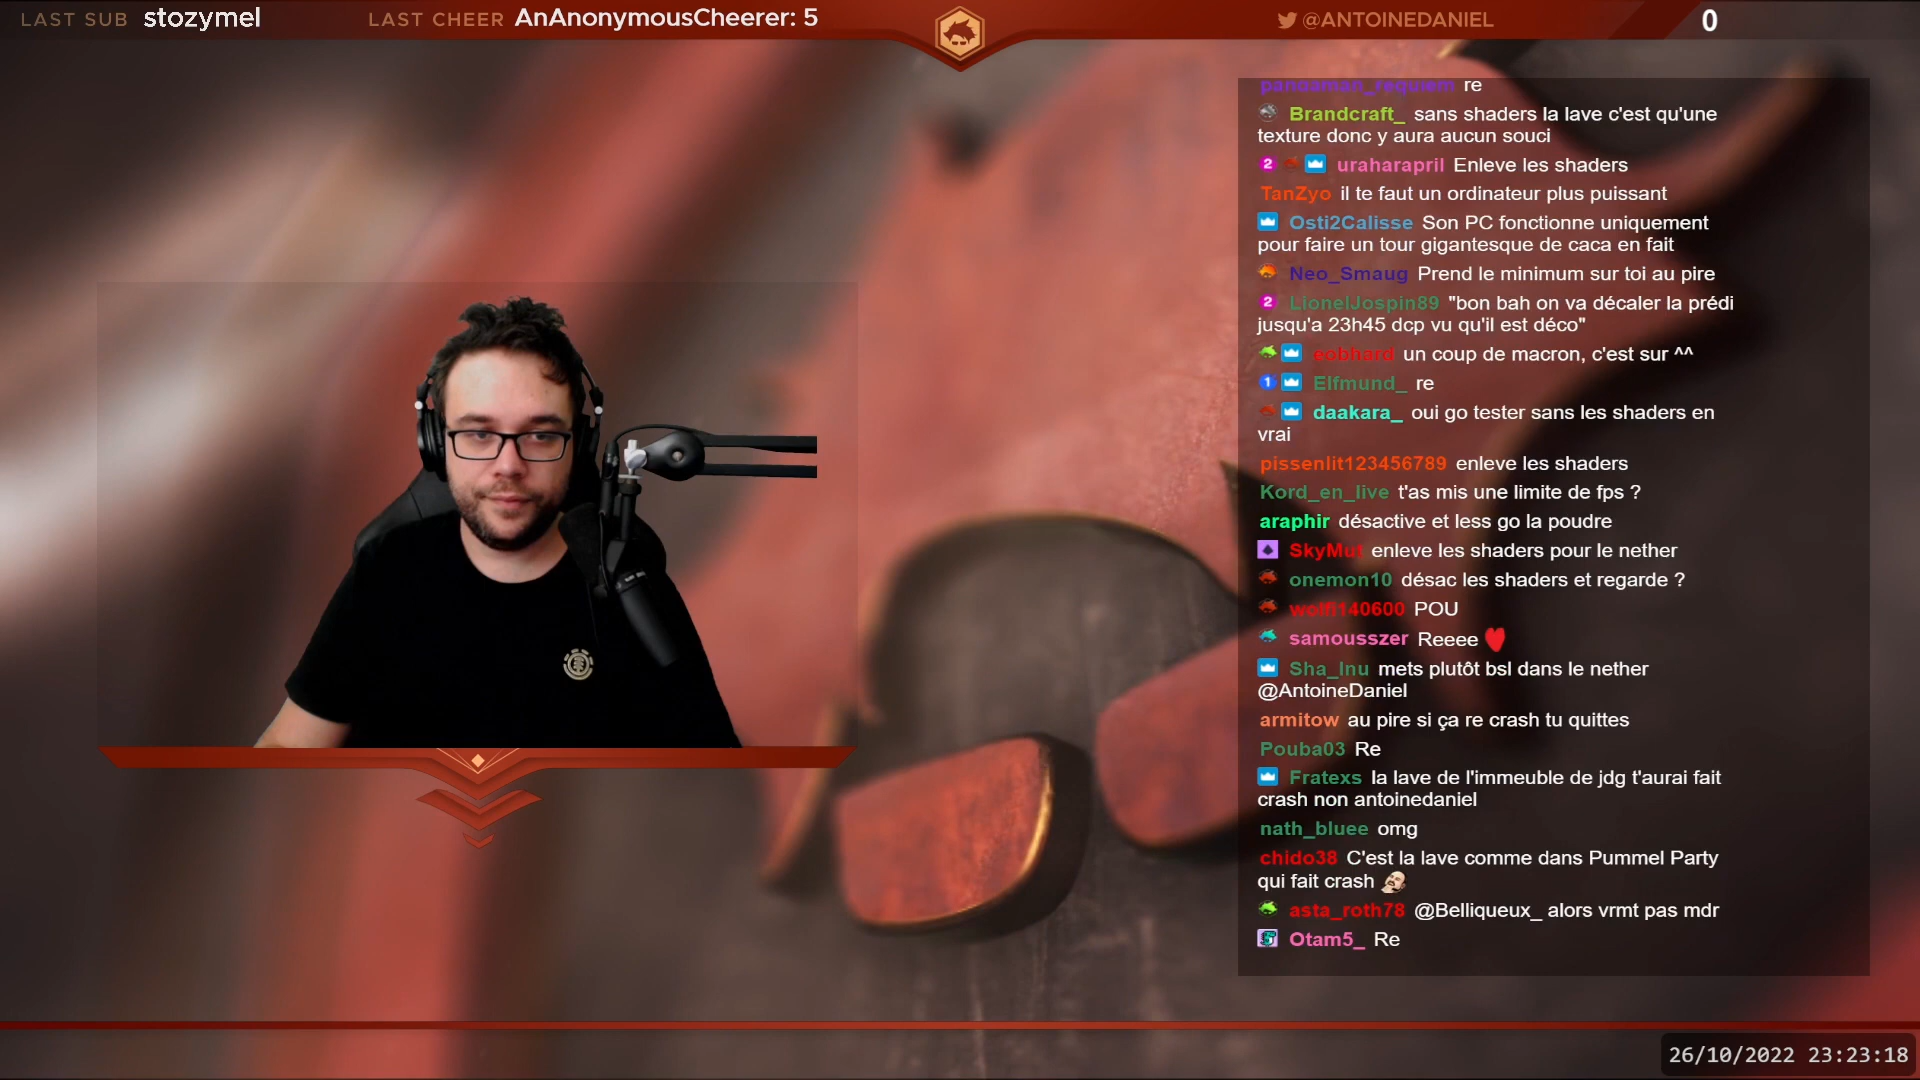 LAST SUB stozymel LAST CHEER AnAnonymousCheerer: 5 @ANTOINEDANIEL 0
pandaman_requiem re
Brandcraft_ sans shaders la lave c'est qu'une
texture donc y aura aucun souci
2 uraharapril Enleve les shaders
TanZyo il te faut un ordinateur plus puissant
Osti2Calisse Son PC fonctionne uniquement
pour faire un tour gigantesque de caca en fait
Neo_Smaug Prend le minimum sur toi au pire
2 LionelJospin89 "bon bah on va décaler la prédi
jusqu'a 23h45 dcp vu qu'il est déco"
eobhard un coup de macron, c'est sur ^^
1 Elfmund_ re
daakara_ oui go tester sans les shaders en
vrai
pissenlit123456789 enleve les shaders
Kord_en_live t'as mis une limite de fps ?
araphir désactive et less go la poudre
SkyMut enleve les shaders pour le nether
onemon10 désac les shaders et regarde ?
wolfi140600 POU
samousszer Reeee
Sha_Inu mets plutôt bsl dans le nether
@AntoineDaniel
armitow au pire si ça re crash tu quittes
Pouba03 Re
Fratexs la lave de l'immeuble de jdg t'aurai fait
crash non antoinedaniel
nath_bluee omg
chido38 C'est la lave comme dans Pummel Party
qui fait crash
asta_roth78 @Belliqueux_ alors vrmt pas mdr
Otam5_ Re
26/10/2022 23:23:18